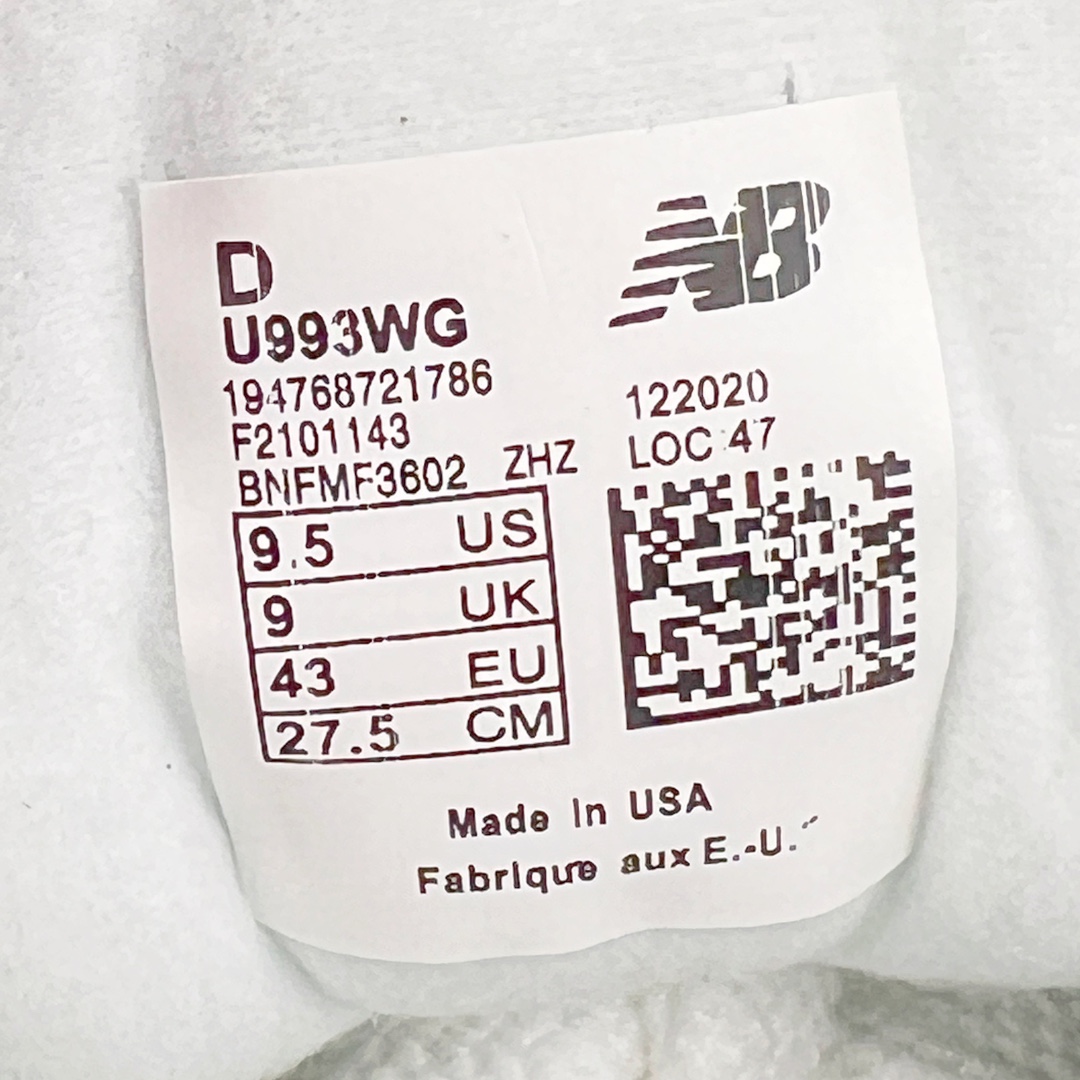 D
U993WG
194768721786
F2101143
BNFMF3602 ZHZ
NB
122020
LOC 47
9.5 US
9 UK
43 EU
27.5 CM
Made In USA
Fabrique aux E.-U.